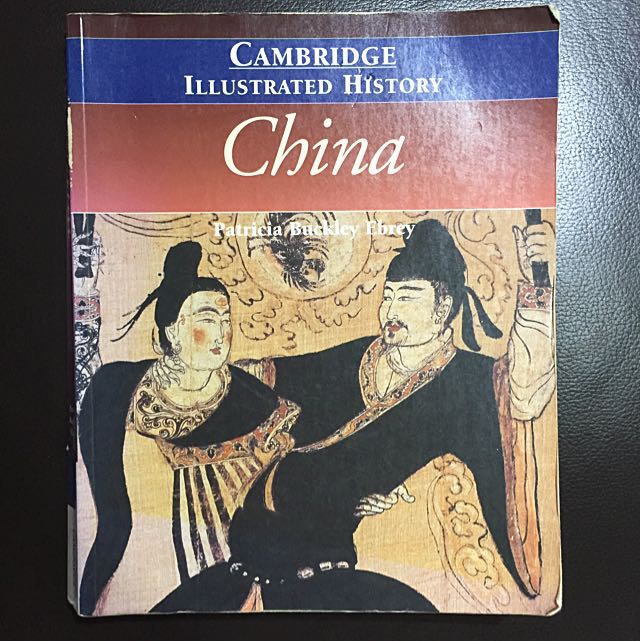 CAMBRIDGE
ILLUSTRATED HISTORY
China
Patricia Buckley Ebrey